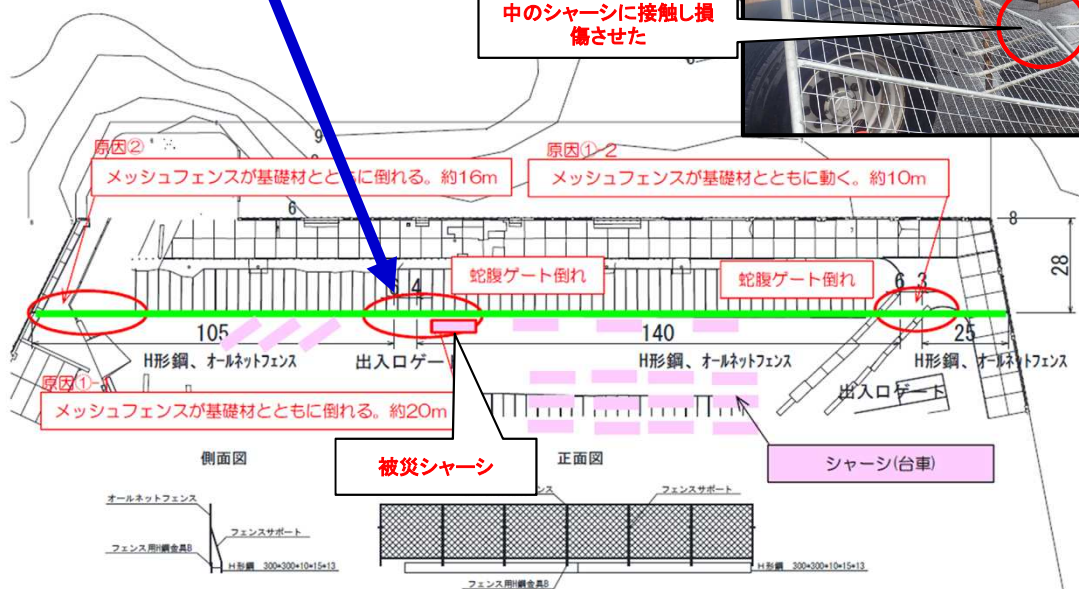 中のシャーシに接触し損
傷させた
9
原因②
メッシュフェンスが基礎材とともに倒れる。約16m
原因①-2
メッシュフェンスが基礎材とともに動く。約10m
6
8
28
蛇腹ゲート倒れ
蛇腹ゲート倒れ
4
6 3
105
140
25
H形鋼、オールネットフェンス
出入口ゲート
H形鋼、オールネットフェンス
H形鋼、オールネットフェンス
原因①-
メッシュフェンスが基礎材とともに倒れる。約20m
出入口ゲート
被災シャーシ
シャーシ(台車)
側面図
正面図
オールネットフェンス
フェンスサポート
フェンス用H鋼金具B
H形鋼 300*300*10*15*13
ンス
フェンスサポート
H形鋼 300*300*10*15*13
フェンス用H鋼金具B